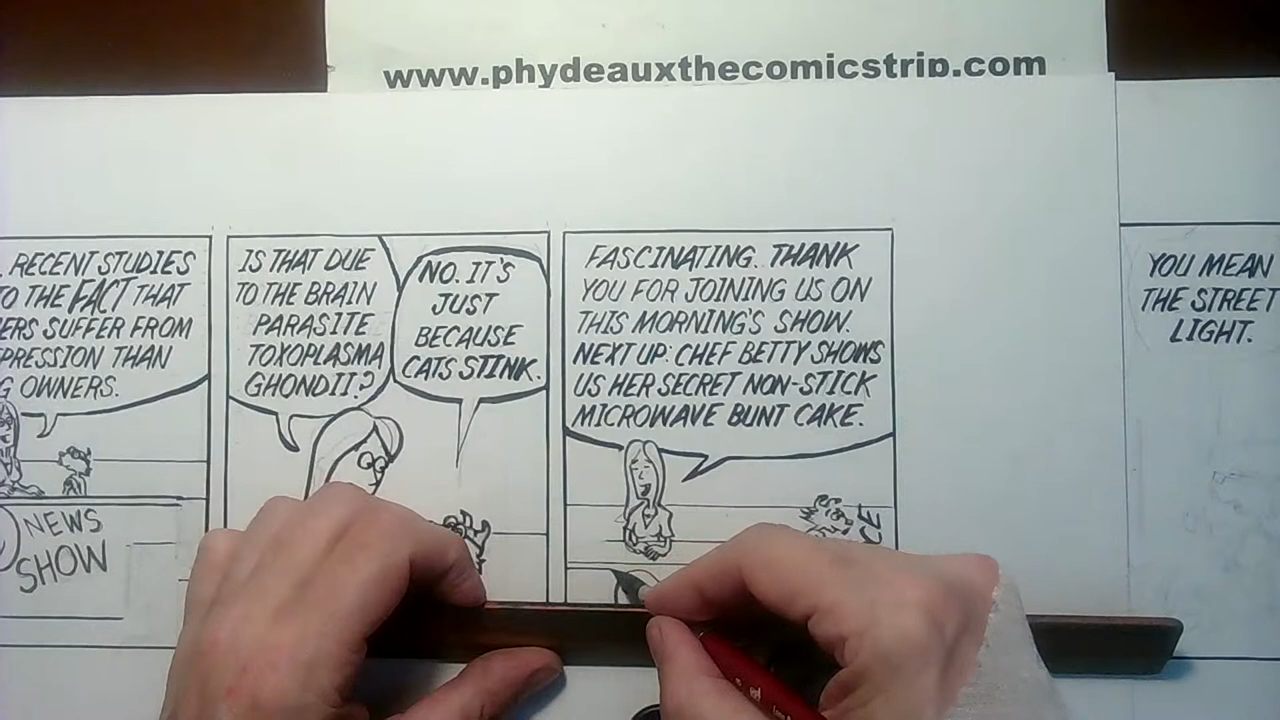 www.phydeauxthecomicstrip.com
. RECENT STUDIES
TO THE FACT THAT
ERS SUFFER FROM
PRESSION THAN
G OWNERS.
NEWS
SHOW
IS THAT DUE
TO THE BRAIN
PARASITE
TOXOPLASMA
GHONDII?
NO. IT'S
JUST
BECAUSE
CATS STINK.
FASCINATING. THANK
YOU FOR JOINING US ON
THIS MORNING'S SHOW.
NEXT UP: CHEF BETTY SHOWS
US HER SECRET NON-STICK
MICROWAVE BUNT CAKE.
YOU MEAN
THE STREET
LIGHT.